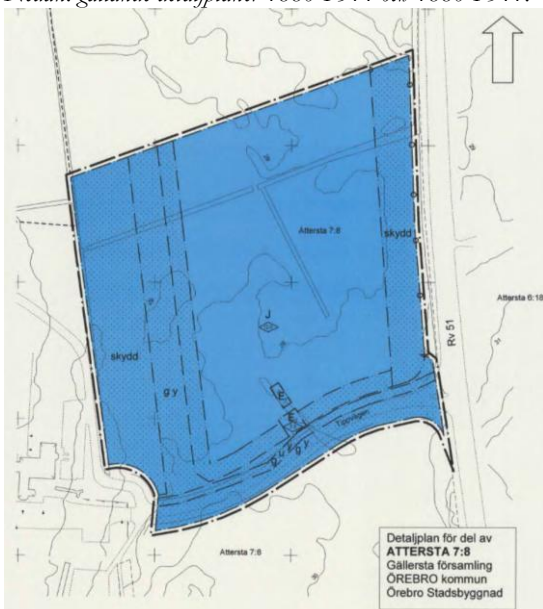 Attersta 7:8
skydd
Attersta 6:18
J
Rv 51
skydd
g y
E
E
Tippvägen
g y
Attersta 7:8
Detaljplan för del av
ATTERSTA 7:8
Gällersta församling
ÖREBRO kommun
Örebro Stadsbyggnad